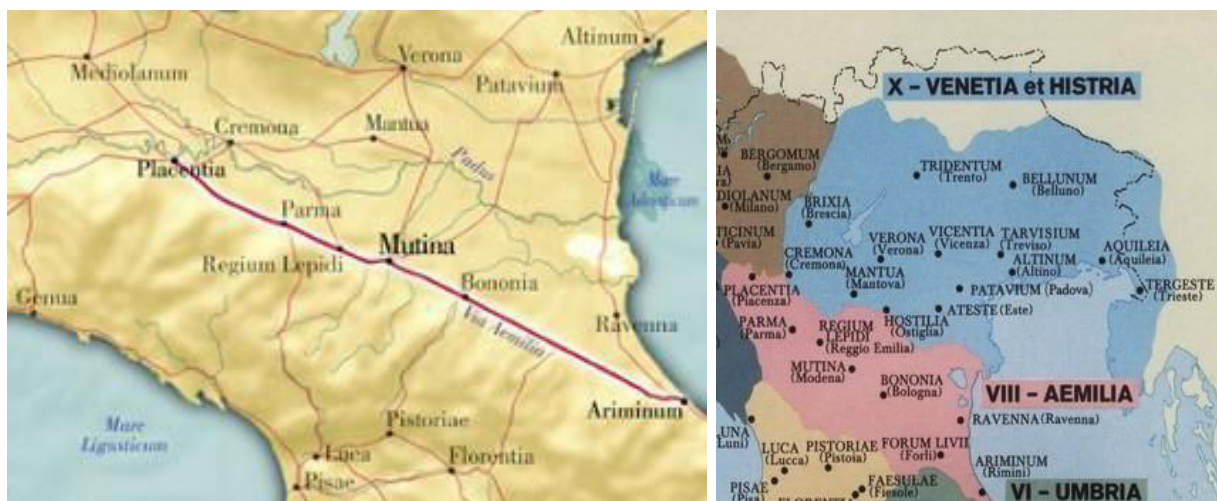 Altinum
Verona
Mediolanum
Patavium
Cremona
Mantua
Placentia
Padus
Mare
Parma
Mutina
Regium Lepidi
Bononia
Genua
Via Aemilia
Ravenna
Ariminum
Mare
Ligusticum
Pistoriae
Luca
Florentia
Pisae
X – VENETIA et HISTRIA
BERGOMUM
(Bergamo)
TRIDENTUM
(Trento)
BELLUNUM
(Belluno)
DIOLANUM
(Milano)
BRIXIA
(Brescia)
TICINUM
(Pavia)
VERONA
(Verona)
VICENTIA
(Vicenza)
TARVISIUM
(Treviso)
AQUILEIA
(Aquileia)
CREMONA
(Cremona)
ALTINUM
(Altino)
MANTUA
(Mantova)
PATAVIUM (Padova)
TERGESTE
(Trieste)
PLACENTIA
(Piacenza)
HOSTILIA
(Ostiglia)
ATESTE (Este)
PARMA
(Parma)
REGIUM
LEPIDI
(Reggio Emilia)
MUTINA
(Modena)
BONONIA
(Bologna)
VIII – AEMILIA
RAVENNA (Ravenna)
UNA
Luni)
LUCA
(Lucca)
PISTORIAE
(Pistoia)
FORUM LIVII
(Forlì)
ARIMINUM
(Rimini)
PISAE
FAESULAE
(Fiesole)
VI – UMBRIA